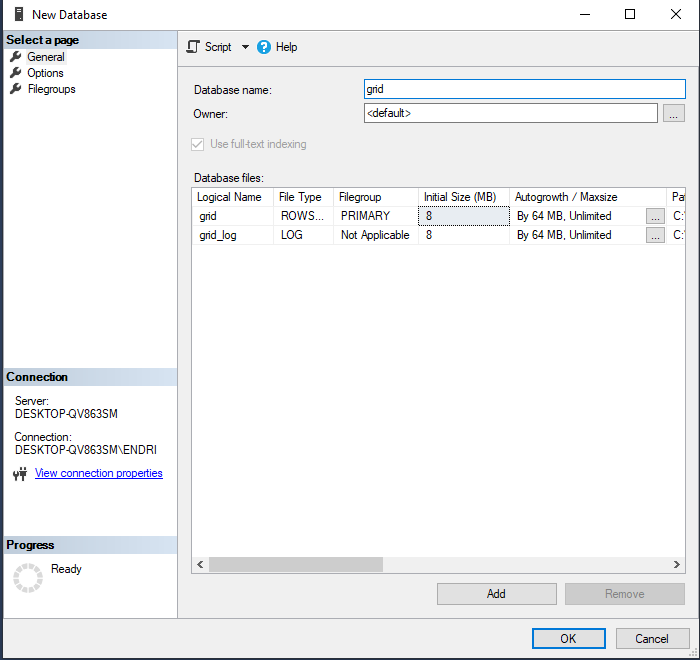 New Database
Select a page
General
Options
Filegroups
Script
Help
Database name:
grid
Owner:
<default>
...
Use full-text indexing
Database files:
Logical Name File Type Filegroup Initial Size (MB) Autogrowth / Maxsize Pa
grid ROWS... PRIMARY 8 By 64 MB, Unlimited ... C:\
grid_log LOG Not Applicable 8 By 64 MB, Unlimited ... C:\
Connection
Server:
DESKTOP-QV863SM
Connection:
DESKTOP-QV863SM\ENDRI
View connection properties
Progress
Ready
Add Remove
OK Cancel